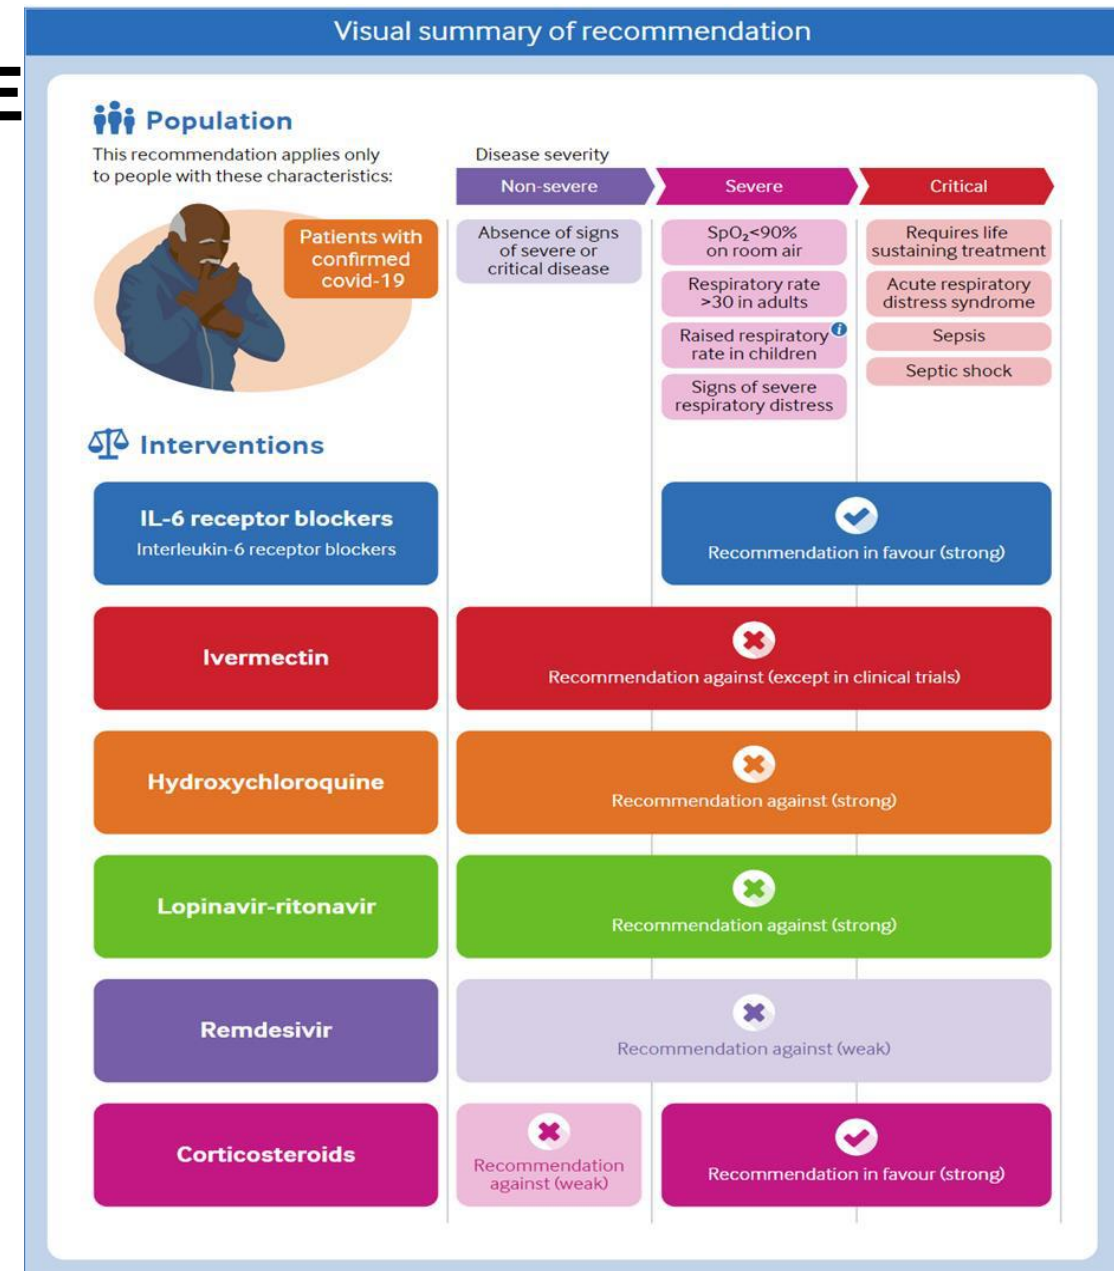 Visual summary of recommendation
E
Population
This recommendation applies only
to people with these characteristics:
Patients with
confirmed
covid-19
Disease severity
Non-severe
Severe
Critical
Absence of signs
of severe or
critical disease
SpO₂<90%
on room air
Respiratory rate
>30 in adults
Raised respiratory i
rate in children
Signs of severe
respiratory distress
Requires life
sustaining treatment
Acute respiratory
distress syndrome
Sepsis
Septic shock
Interventions
IL-6 receptor blockers
Interleukin-6 receptor blockers
Recommendation in favour (strong)
Ivermectin
Recommendation against (except in clinical trials)
Hydroxychloroquine
Recommendation against (strong)
Lopinavir-ritonavir
Recommendation against (strong)
Remdesivir
Recommendation against (weak)
Corticosteroids
Recommendation
against (weak)
Recommendation in favour (strong)